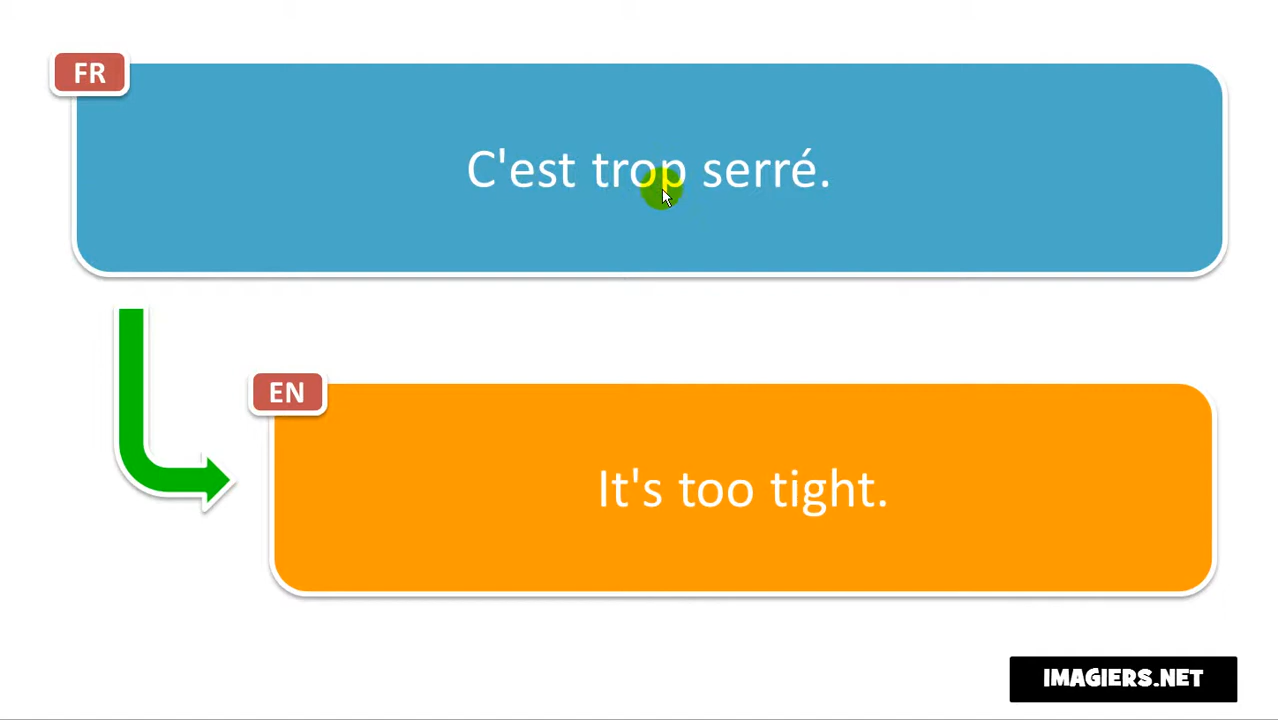 FR
C'est trop serré.
EN
It's too tight.
IMAGIERS.NET